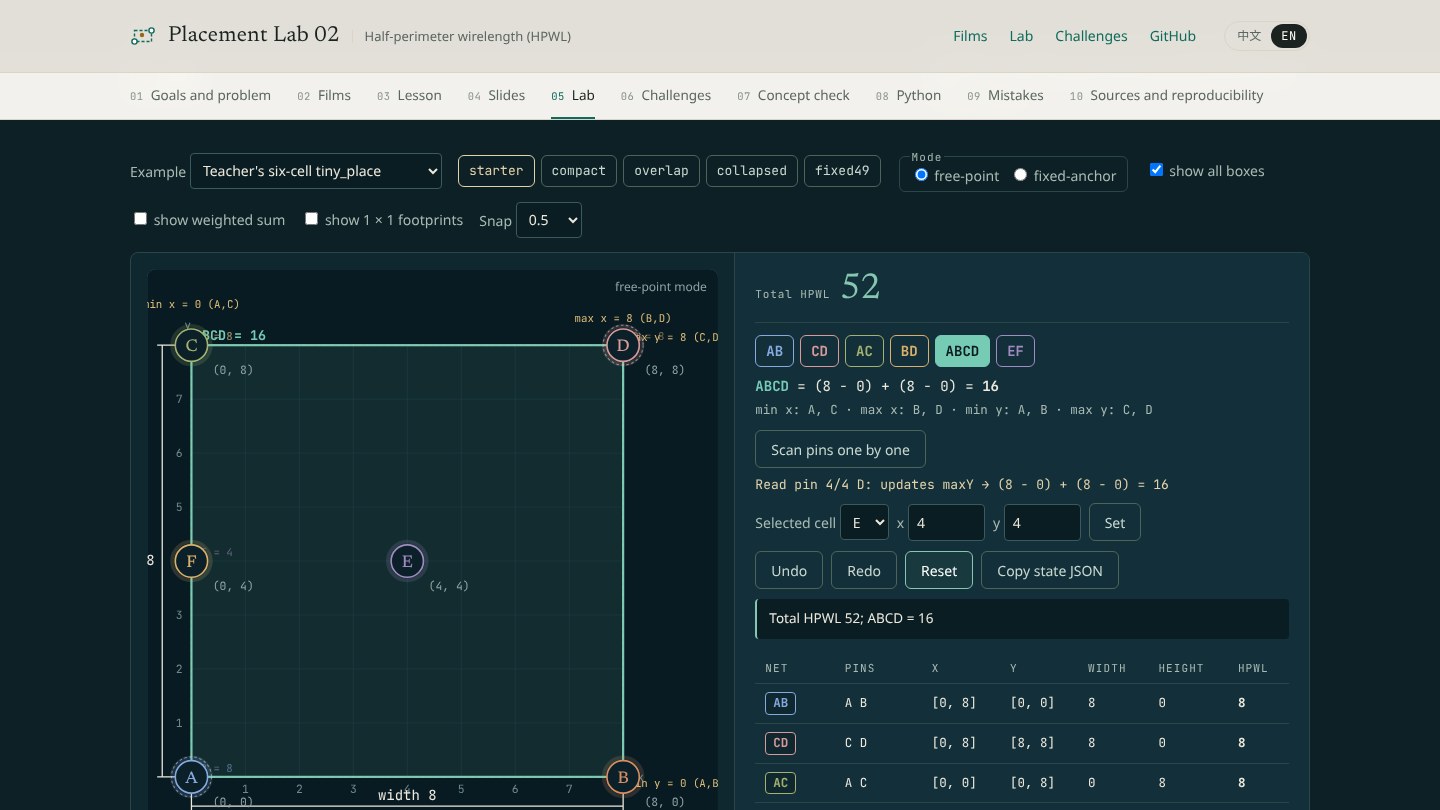 Placement Lab 02
Half-perimeter wirelength (HPWL)
Films
Lab
Challenges
GitHub
中文
EN
01 Goals and problem
02 Films
03 Lesson
04 Slides
05 Lab
06 Challenges
07 Concept check
08 Python
09 Mistakes
10 Sources and reproducibility
Example
Teacher's six-cell tiny_place
starter
compact
overlap
collapsed
fixed49
Mode
free-point
fixed-anchor
show all boxes
show weighted sum
show 1 × 1 footprints
Snap
0.5
free-point mode
min x = 0 (A,C)
max x = 8 (B,D)
= 16
y = 8 (C,D
C
D
(0, 8)
(8, 8)
7
6
5
8
F
= 4
E
(0, 4)
(4, 4)
3
2
1
A
= 8
B
y = 0 (A,B
(0, 0)
1
2
3
width 8
5
6
7
(8, 0)
Total HPWL 52
AB
CD
AC
BD
ABCD
EF
ABCD = (8 - 0) + (8 - 0) = 16
min x: A, C · max x: B, D · min y: A, B · max y: C, D
Scan pins one by one
Read pin 4/4 D: updates maxY → (8 - 0) + (8 - 0) = 16
Selected cell E x 4 y 4 Set
Undo
Redo
Reset
Copy state JSON
Total HPWL 52; ABCD = 16
NET PINS X Y WIDTH HEIGHT HPWL
AB A B [0, 8] [0, 0] 8 0 8
CD C D [0, 8] [8, 8] 8 0 8
AC A C [0, 0] [0, 8] 0 8 8